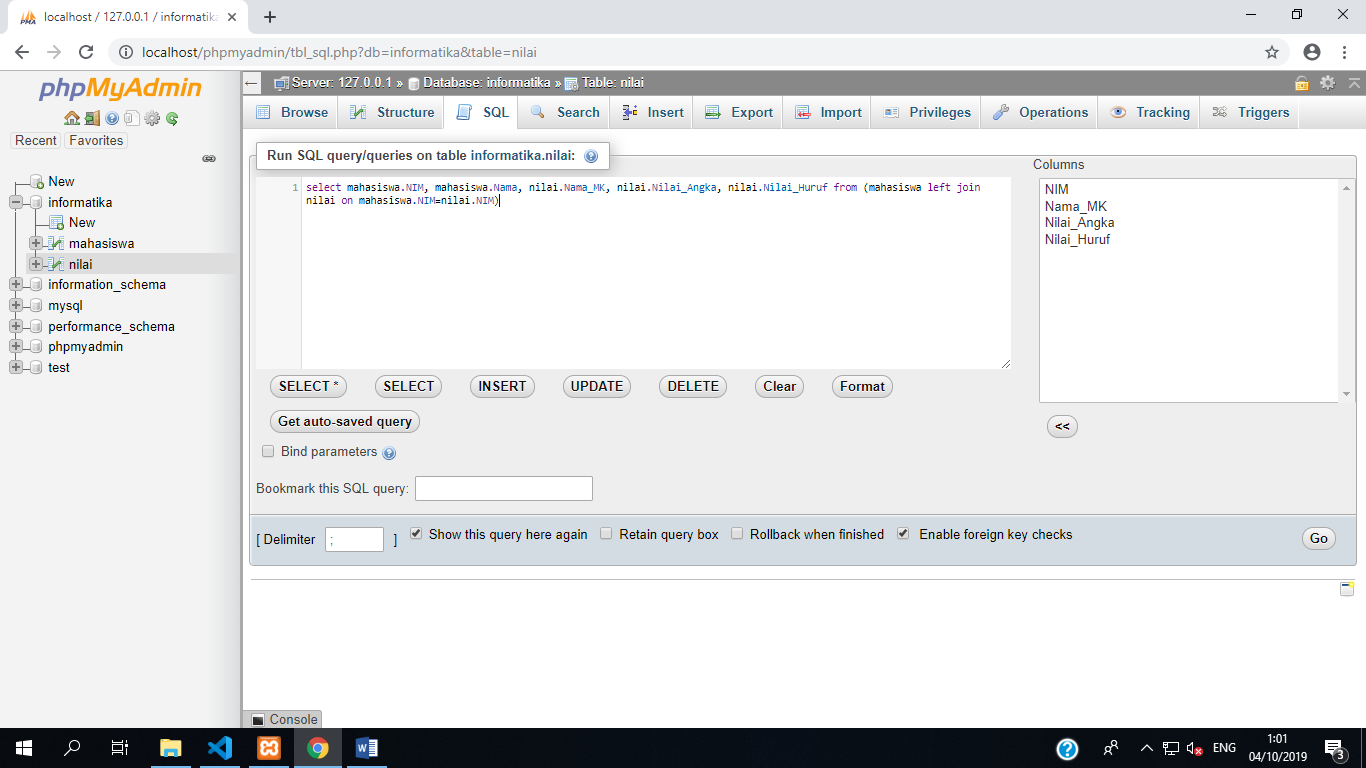 localhost / 127.0.0.1 / informatika
localhost/phpmyadmin/tbl_sql.php?db=informatika&table=nilai
phpMyAdmin
Recent Favorites
New
informatika
New
mahasiswa
nilai
information_schema
mysql
performance_schema
phpmyadmin
test
Server: 127.0.0.1 » Database: informatika » Table: nilai
Browse Structure SQL Search Insert Export Import Privileges Operations Tracking Triggers
Run SQL query/queries on table informatika.nilai:
1 select mahasiswa.NIM, mahasiswa.Nama, nilai.Nama_MK, nilai.Nilai_Angka, nilai.Nilai_Huruf from (mahasiswa left join
nilai on mahasiswa.NIM=nilai.NIM)
Columns
NIM
Nama_MK
Nilai_Angka
Nilai_Huruf
SELECT * SELECT INSERT UPDATE DELETE Clear Format
Get auto-saved query
<<
Bind parameters
Bookmark this SQL query:
[ Delimiter ; ] Show this query here again Retain query box Rollback when finished Enable foreign key checks Go
Console
ENG
1:01
04/10/2019
3